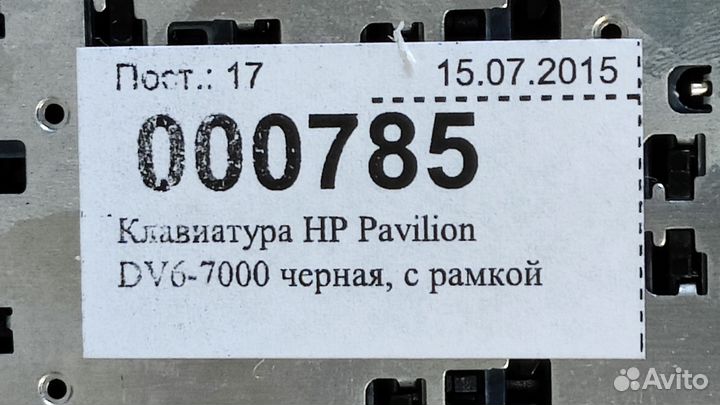 Пост.: 17 15.07.2015
000785
Клавиатура HP Pavilion
DV6-7000 черная, с рамкой
Avito